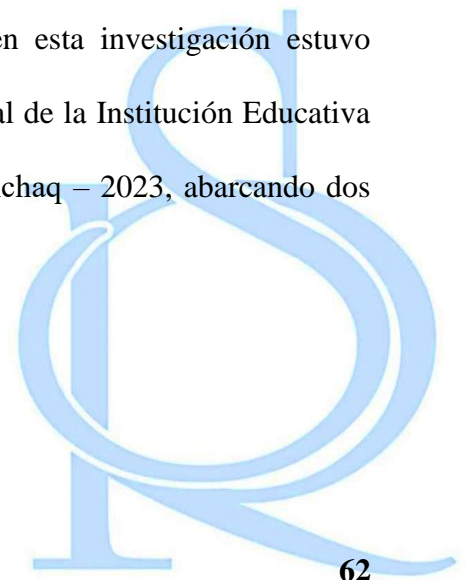 en esta investigación estuvo
al de la Institución Educativa
chaq – 2023, abarcando dos
62